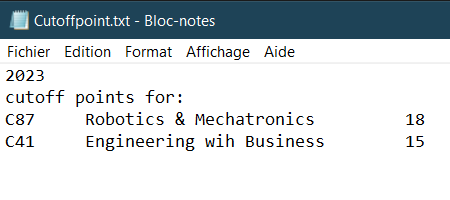 Cutoffpoint.txt - Bloc-notes
Fichier Edition Format Affichage Aide
2023
cutoff points for:
C87 Robotics & Mechatronics 18
C41 Engineering wih Business 15